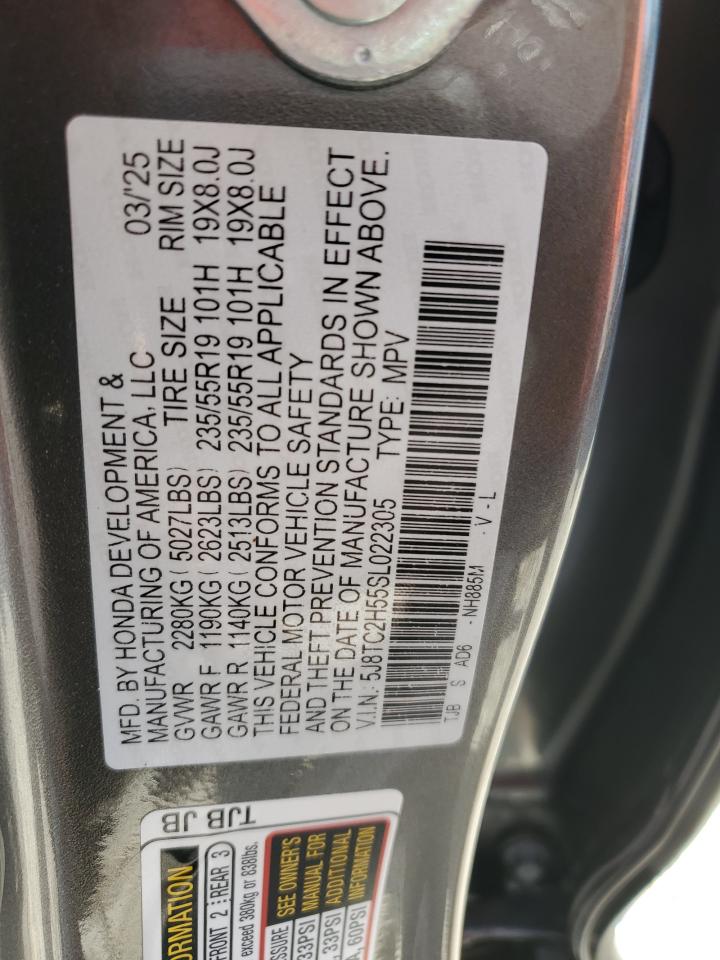 MFD. BY HONDA DEVELOPMENT &
MANUFACTURING OF AMERICA, LLC 03/'25
GVWR 2280KG ( 5027LBS) TIRE SIZE RIM SIZE
GAWR F 1190KG ( 2623LBS) 235/55R19 101H 19X8.0J
GAWR R 1140KG ( 2513LBS) 235/55R19 101H 19X8.0J
THIS VEHICLE CONFORMS TO ALL APPLICABLE
FEDERAL MOTOR VEHICLE SAFETY
AND THEFT PREVENTION STANDARDS IN EFFECT
ON THE DATE OF MANUFACTURE SHOWN ABOVE.
V.I.N.: 5J8TC2H55SL022305 TYPE: MPV
TJB S AD6 -NH885M V-L
TJB
JB
FRONT 2 REAR 3
exceed 380kg or 838lbs.
SEE OWNER'S
MANUAL FOR
ADDITIONAL
INFORMATION
33PSI
33PSI
60PSI